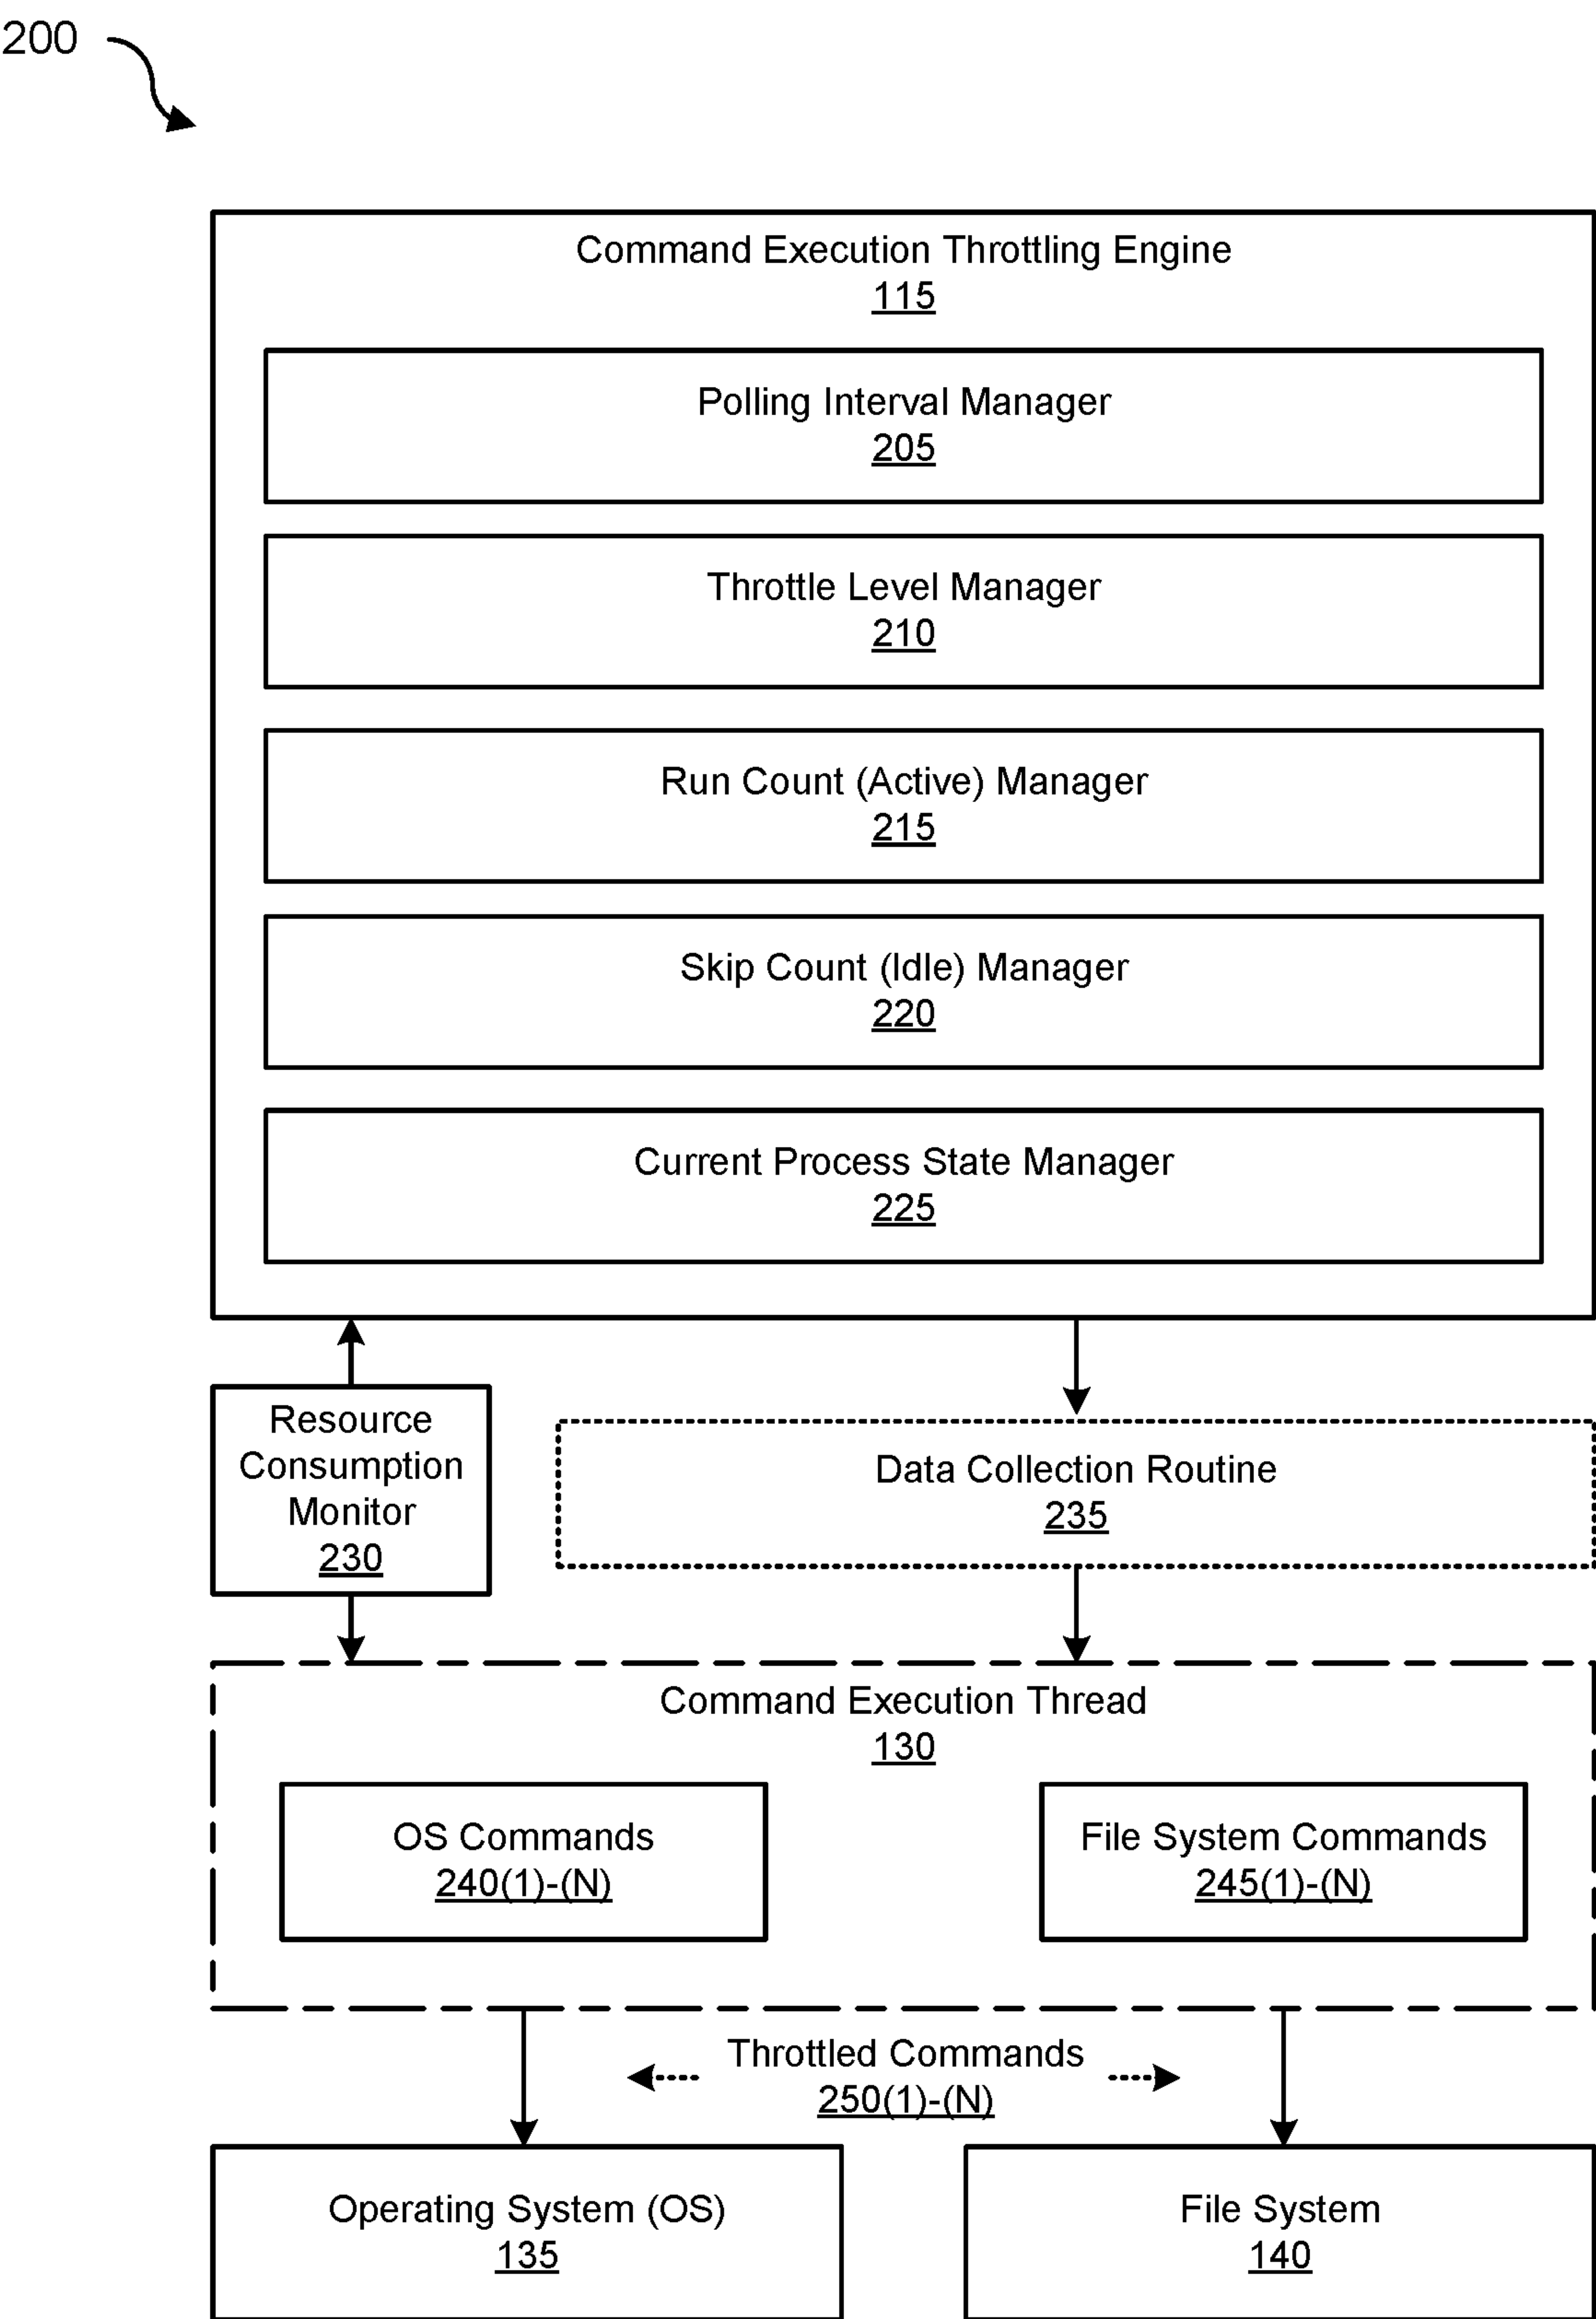 200
Command Execution Throttling Engine
115
Polling Interval Manager
205
Throttle Level Manager
210
Run Count (Active) Manager
215
Skip Count (Idle) Manager
220
Current Process State Manager
225
Resource
Consumption
Monitor
230
Data Collection Routine
235
Command Execution Thread
130
OS Commands
240(1)-(N)
File System Commands
245(1)-(N)
Throttled Commands
250(1)-(N)
Operating System (OS)
135
File System
140